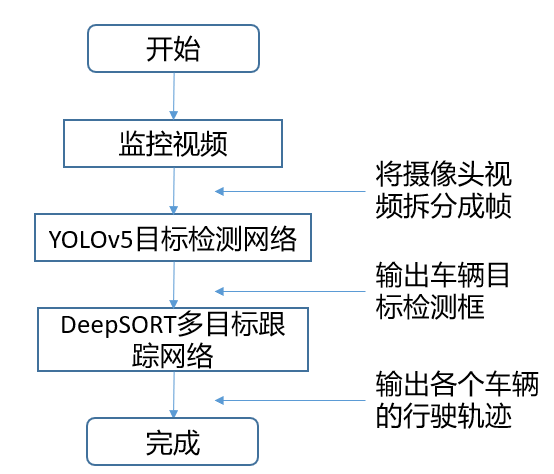 开始
监控视频
将摄像头视
频拆分成帧
YOLOv5目标检测网络
输出车辆目
标检测框
DeepSORT多目标跟
踪网络
输出各个车辆
的行驶轨迹
完成